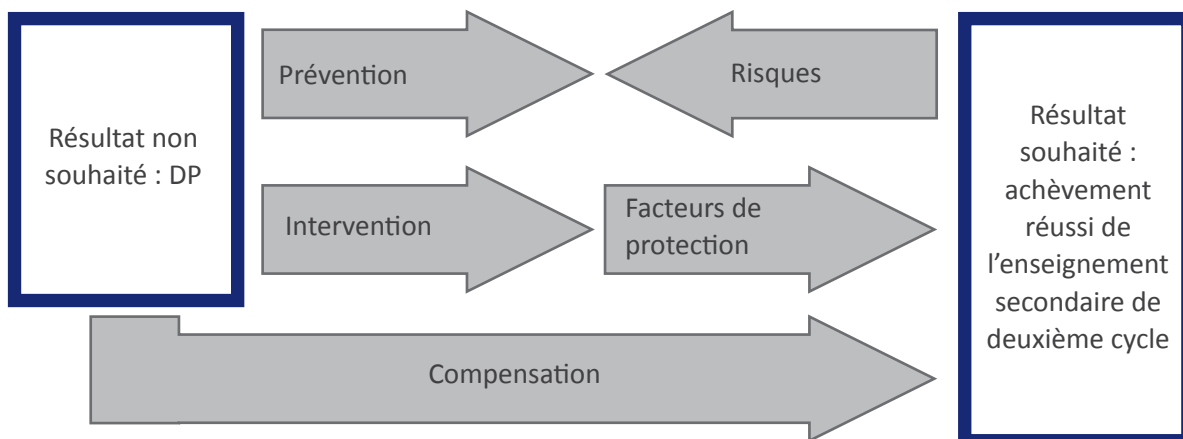 Résultat non
souhaité : DP
Prévention
Risques
Intervention
Facteurs de
protection
Compensation
Résultat
souhaité :
achèvement
réussi de
l’enseignement
secondaire de
deuxième cycle